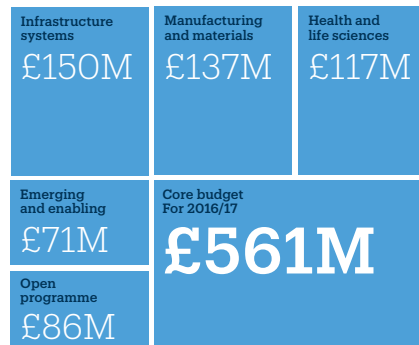 Infrastructure
systems
£150M
Manufacturing
and materials
£137M
Health and
life sciences
£117M
Emerging
and enabling
£71M
Open
programme
£86M
Core budget
For 2016/17
£561M